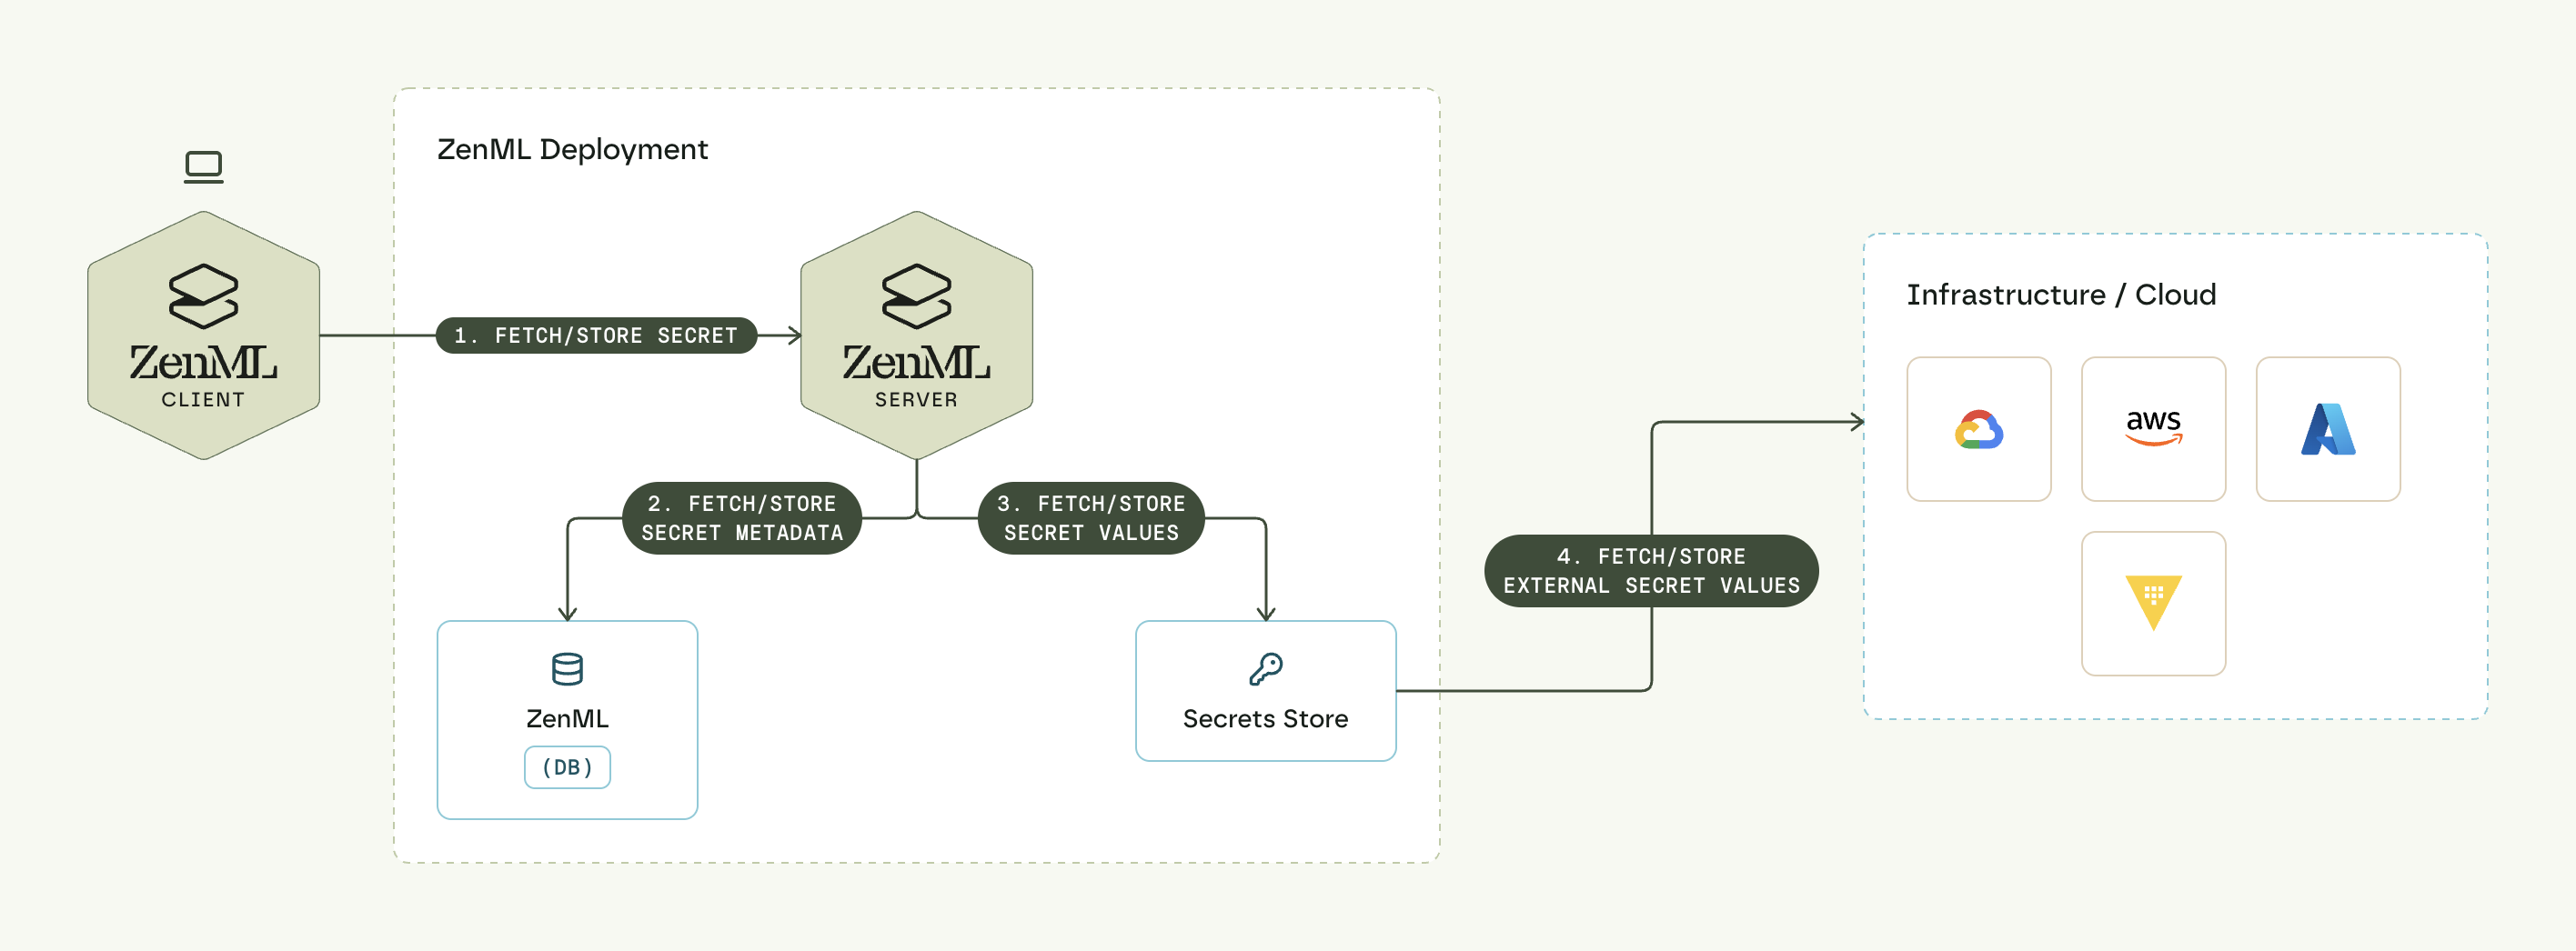 ZenML Deployment
ZenML
CLIENT
1. FETCH/STORE SECRET
ZenML
SERVER
2. FETCH/STORE
SECRET METADATA
3. FETCH/STORE
SECRET VALUES
ZenML
(DB)
Secrets Store
4. FETCH/STORE
EXTERNAL SECRET VALUES
Infrastructure / Cloud
aws